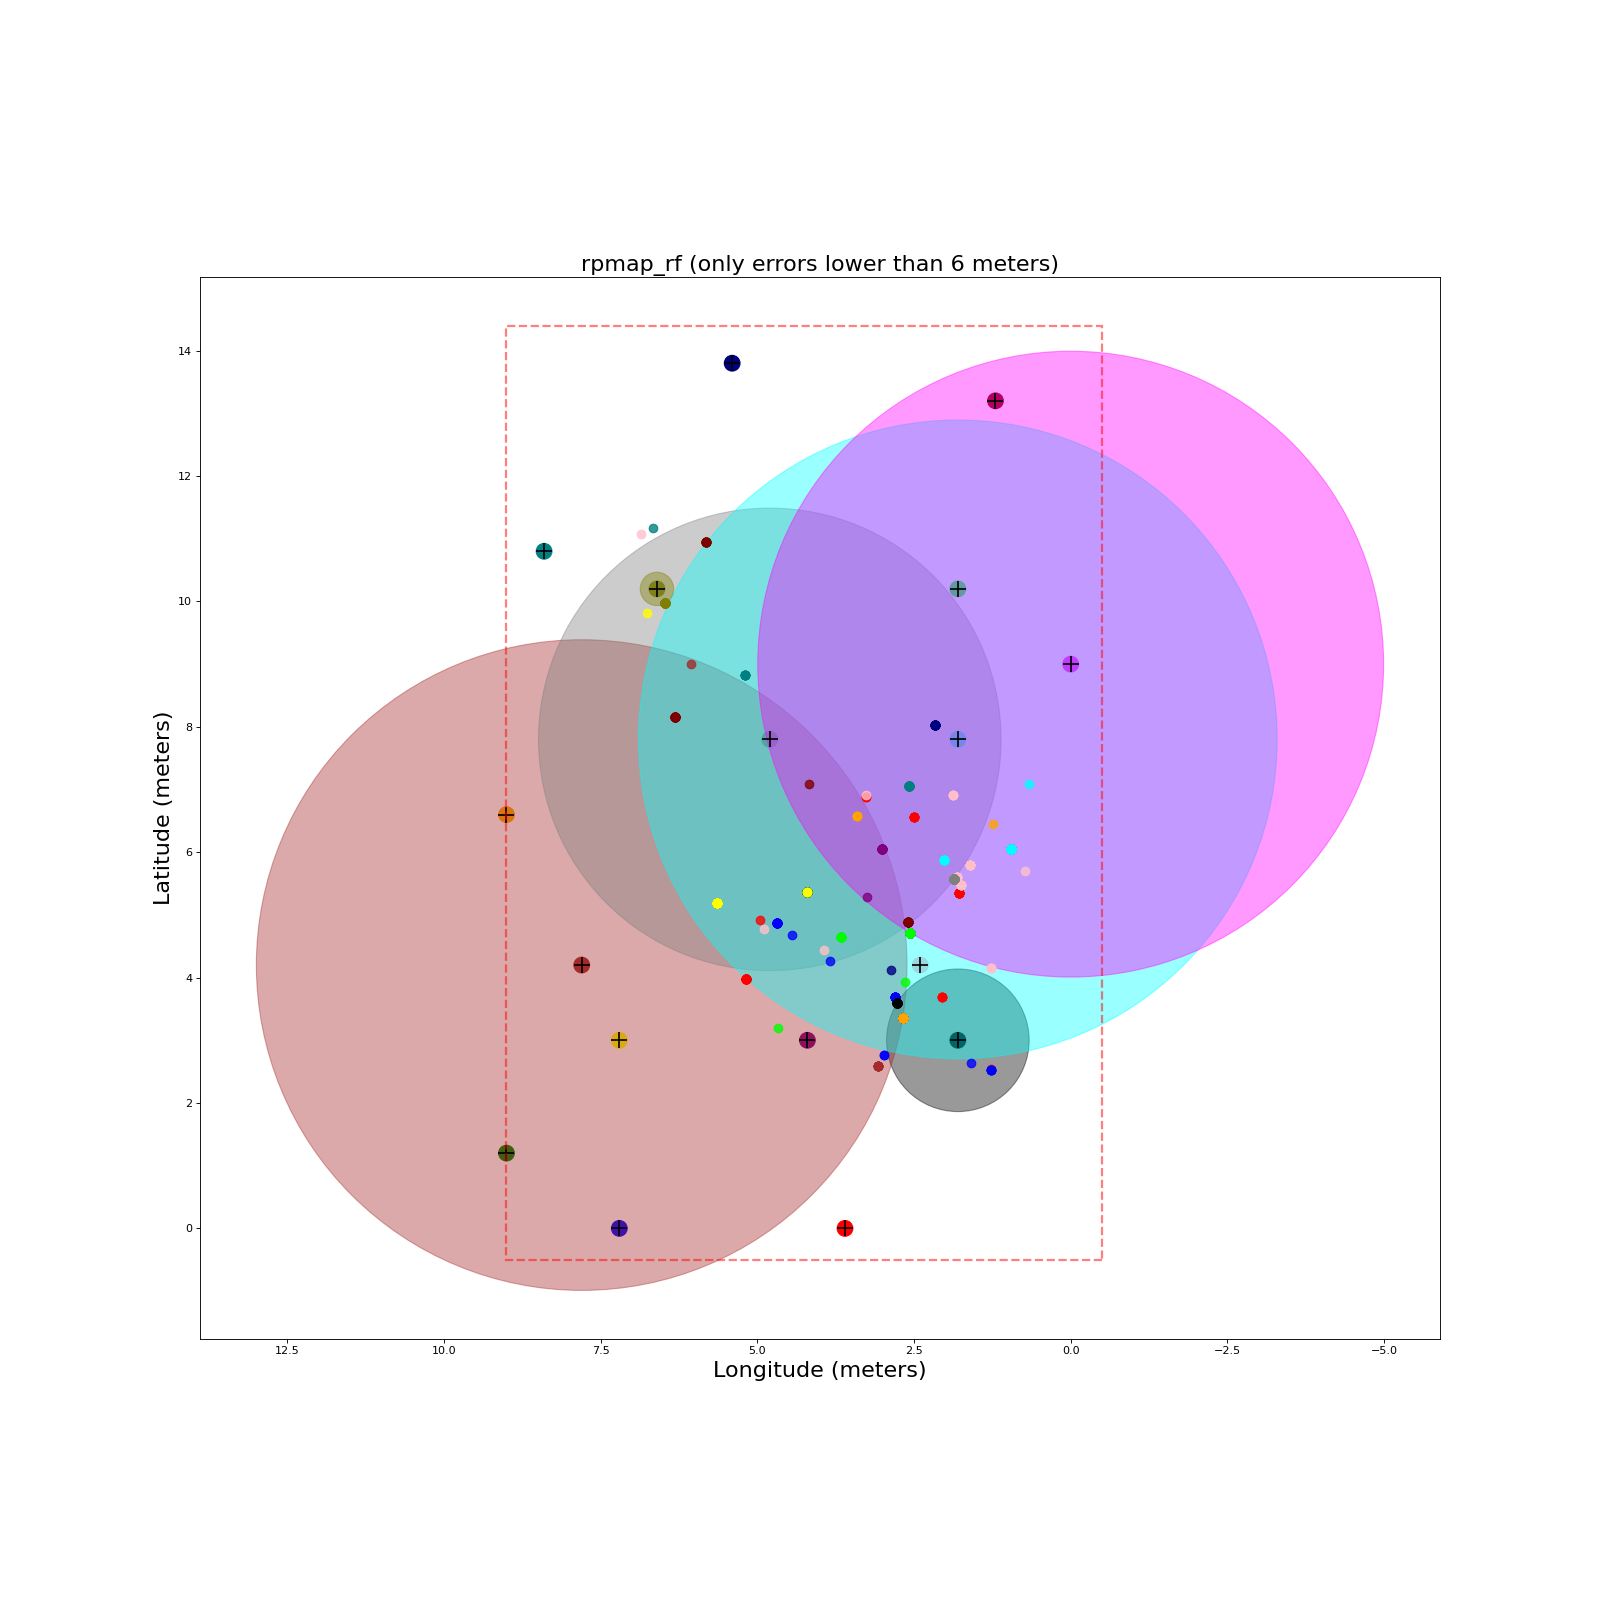 rpmap_rf (only errors lower than 6 meters)
14
12
10
8
6
4
2
0
Latitude (meters)
12.5 10.0 7.5 5.0 2.5 0.0 −2.5 −5.0
Longitude (meters)